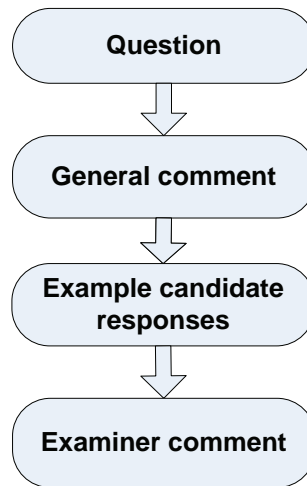 Question
General comment
Example candidate
responses
Examiner comment